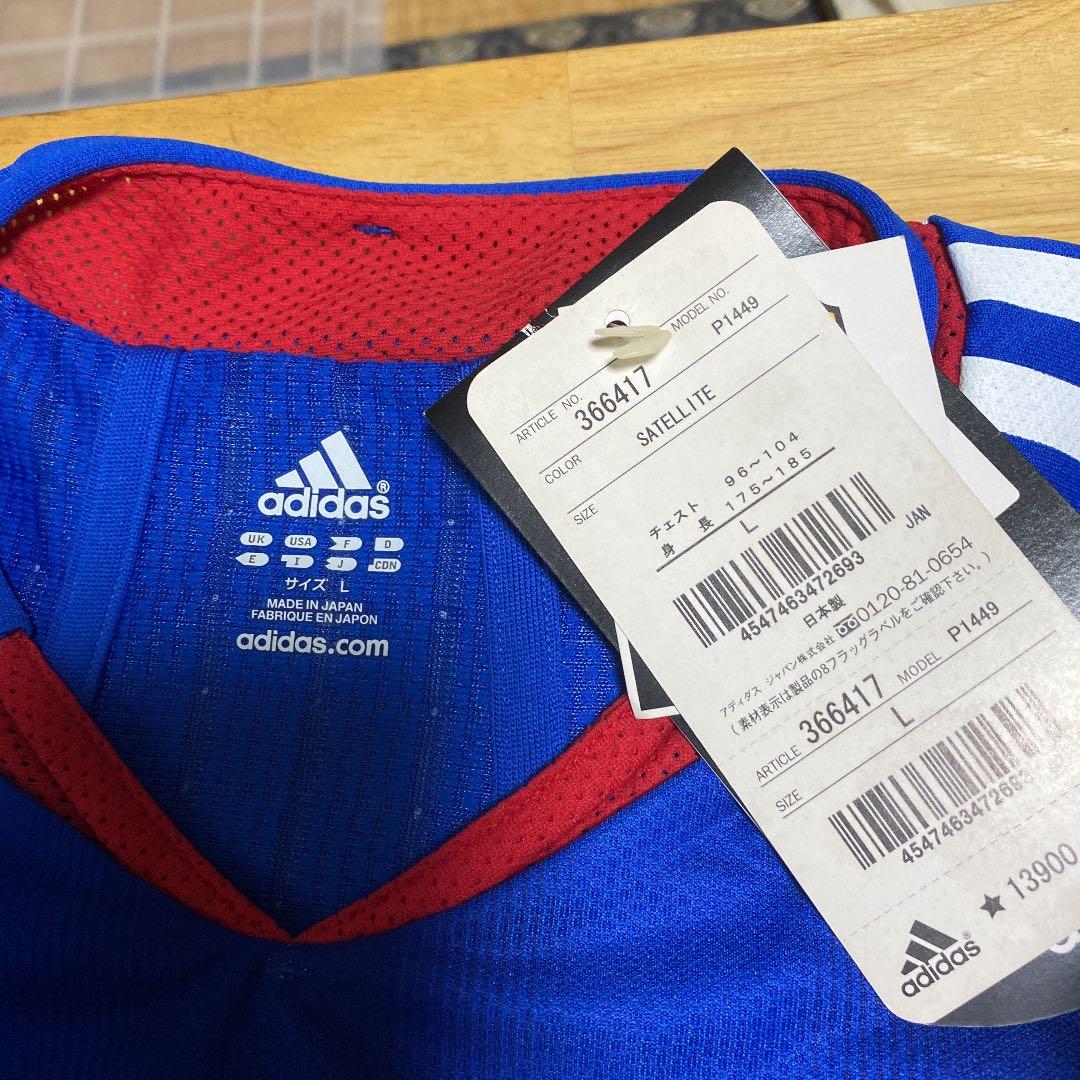 adidas®
UK USA F D
E I J CDN
サイズ L
MADE IN JAPAN
FABRIQUE EN JAPON
adidas.com
ARTICLE NO. 366417 MODEL NO. P1449
COLOR SATELLITE
SIZE チェスト 96～104
身長 175～185
L
JAN
4547463472693
日本製
アディダス ジャパン株式会社 0120-81-0654
(素材表示は製品の8フラッグラベルをご確認下さい。)
ARTICLE 366417 MODEL P1449
SIZE L
4547463472693
★13900
adidas®